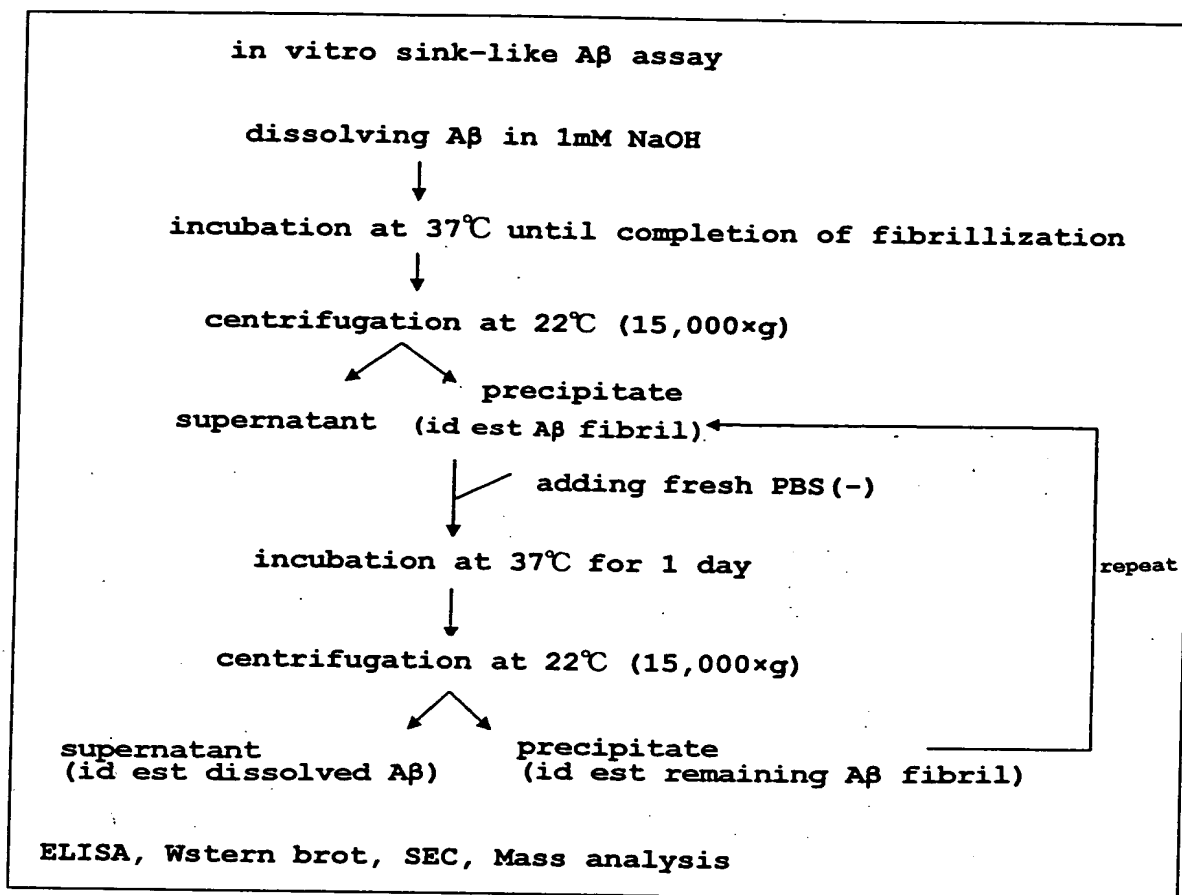 in vitro sink-like Aβ assay
dissolving Aβ in 1mM NaOH
incubation at 37℃ until completion of fibrillization
centrifugation at 22℃ (15,000×g)
precipitate
supernatant (id est Aβ fibril)
adding fresh PBS(-)
incubation at 37℃ for 1 day
repeat
centrifugation at 22℃ (15,000×g)
supernatant precipitate
(id est dissolved Aβ) (id est remaining Aβ fibril)
ELISA, Wstern brot, SEC, Mass analysis